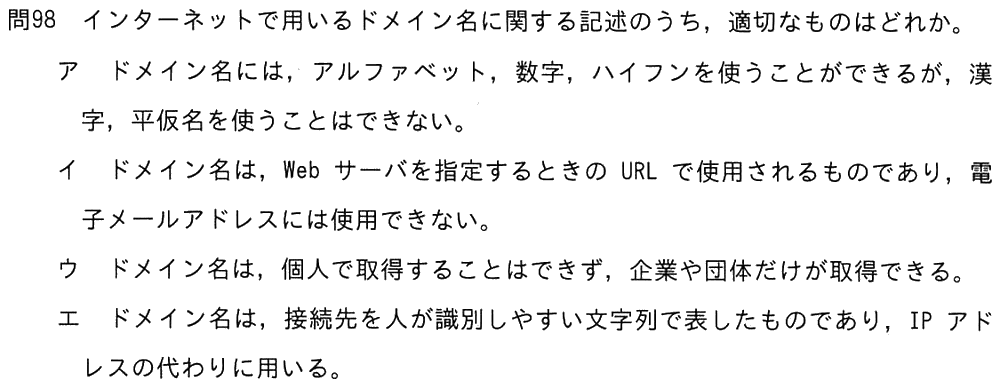 問98　インターネットで用いるドメイン名に関する記述のうち，適切なものはどれか。
ア　ドメイン名には，アルファベット，数字，ハイフンを使うことができるが，漢
字，平仮名を使うことはできない。
イ　ドメイン名は，Web サーバを指定するときの URL で使用されるものであり，電
子メールアドレスには使用できない。
ウ　ドメイン名は，個人で取得することはできず，企業や団体だけが取得できる。
エ　ドメイン名は，接続先を人が識別しやすい文字列で表したものであり，IP アド
レスの代わりに用いる。